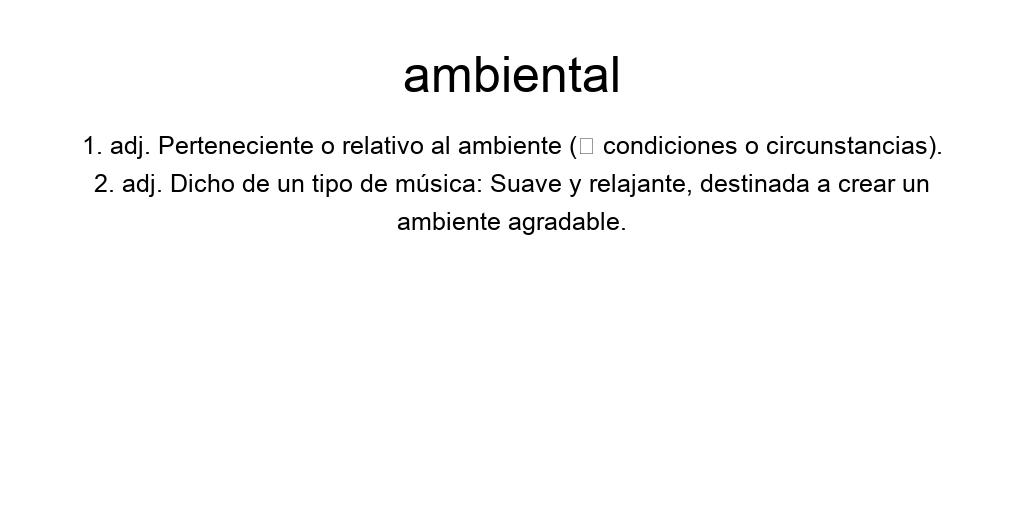 ambiental
1. adj. Perteneciente o relativo al ambiente (□ condiciones o circunstancias).
2. adj. Dicho de un tipo de música: Suave y relajante, destinada a crear un
ambiente agradable.